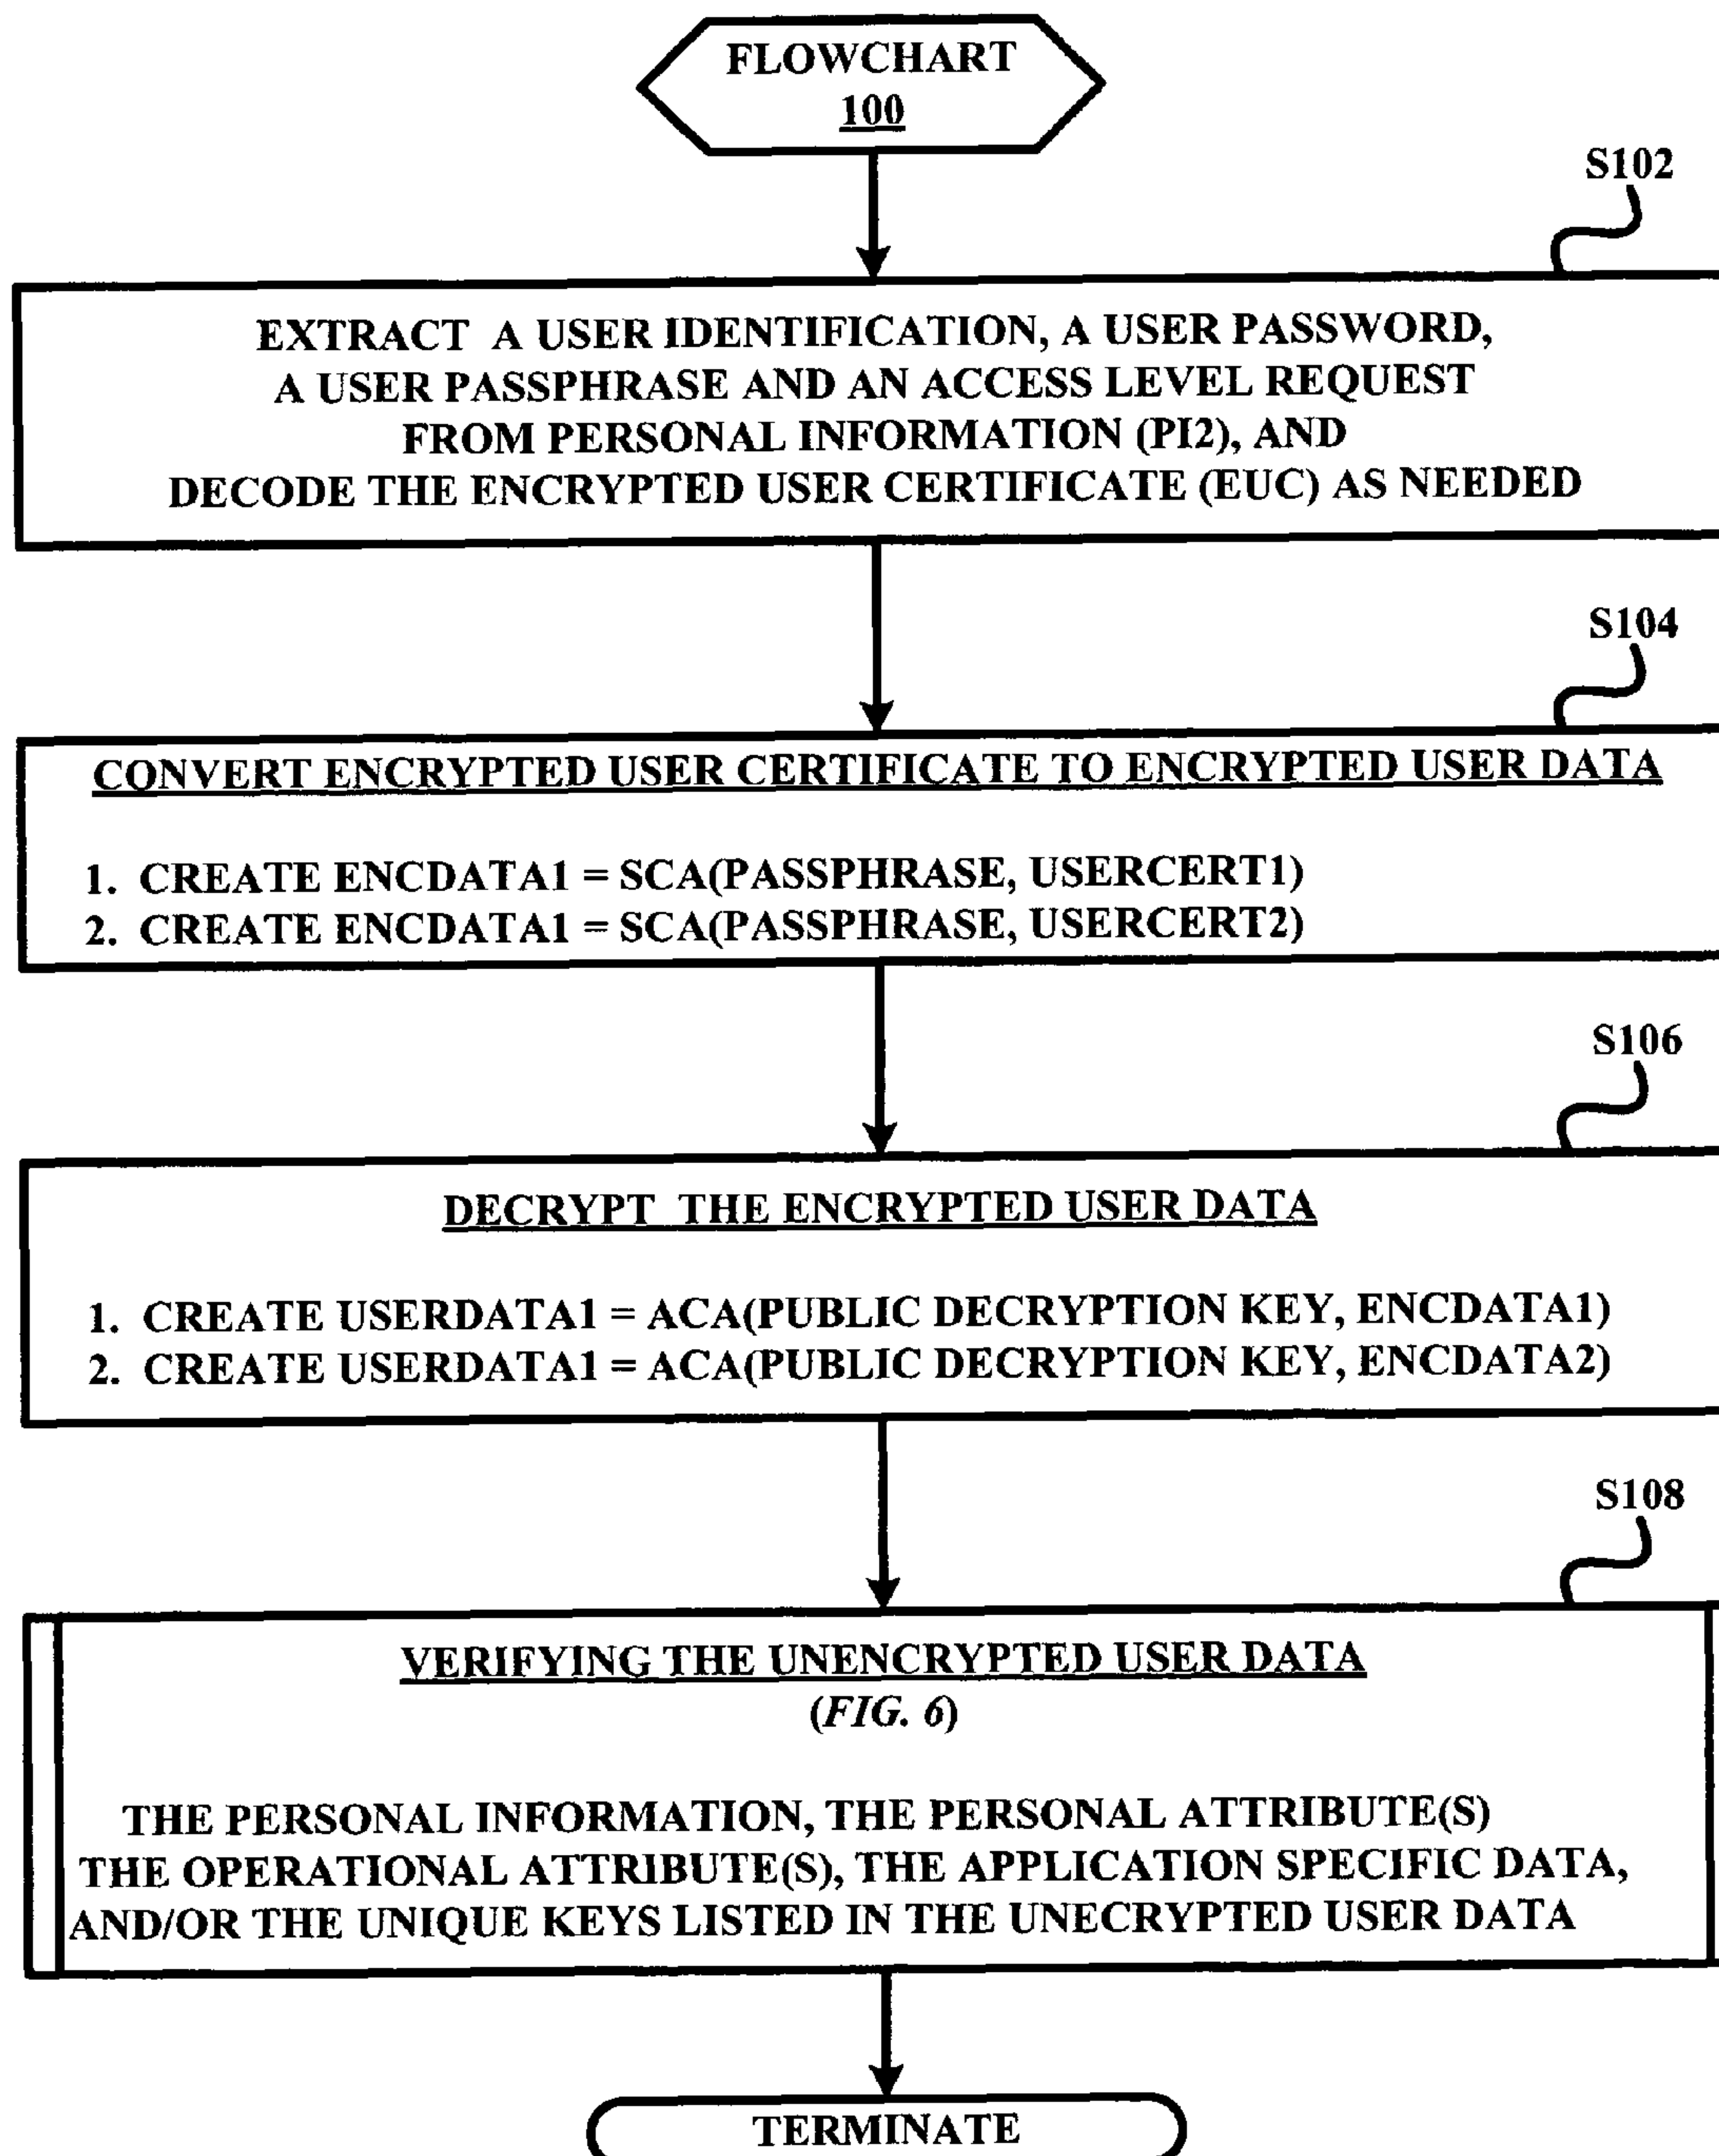 FLOWCHART
100
S102
EXTRACT A USER IDENTIFICATION, A USER PASSWORD,
A USER PASSPHRASE AND AN ACCESS LEVEL REQUEST
FROM PERSONAL INFORMATION (PI2), AND
DECODE THE ENCRYPTED USER CERTIFICATE (EUC) AS NEEDED
S104
CONVERT ENCRYPTED USER CERTIFICATE TO ENCRYPTED USER DATA
1. CREATE ENCDATA1 = SCA(PASSPHRASE, USERCERT1)
2. CREATE ENCDATA1 = SCA(PASSPHRASE, USERCERT2)
S106
DECRYPT THE ENCRYPTED USER DATA
1. CREATE USERDATA1 = ACA(PUBLIC DECRYPTION KEY, ENCDATA1)
2. CREATE USERDATA1 = ACA(PUBLIC DECRYPTION KEY, ENCDATA2)
S108
VERIFYING THE UNENCRYPTED USER DATA
(FIG. 6)
THE PERSONAL INFORMATION, THE PERSONAL ATTRIBUTE(S)
THE OPERATIONAL ATTRIBUTE(S), THE APPLICATION SPECIFIC DATA,
AND/OR THE UNIQUE KEYS LISTED IN THE UNECRYPTED USER DATA
TERMINATE